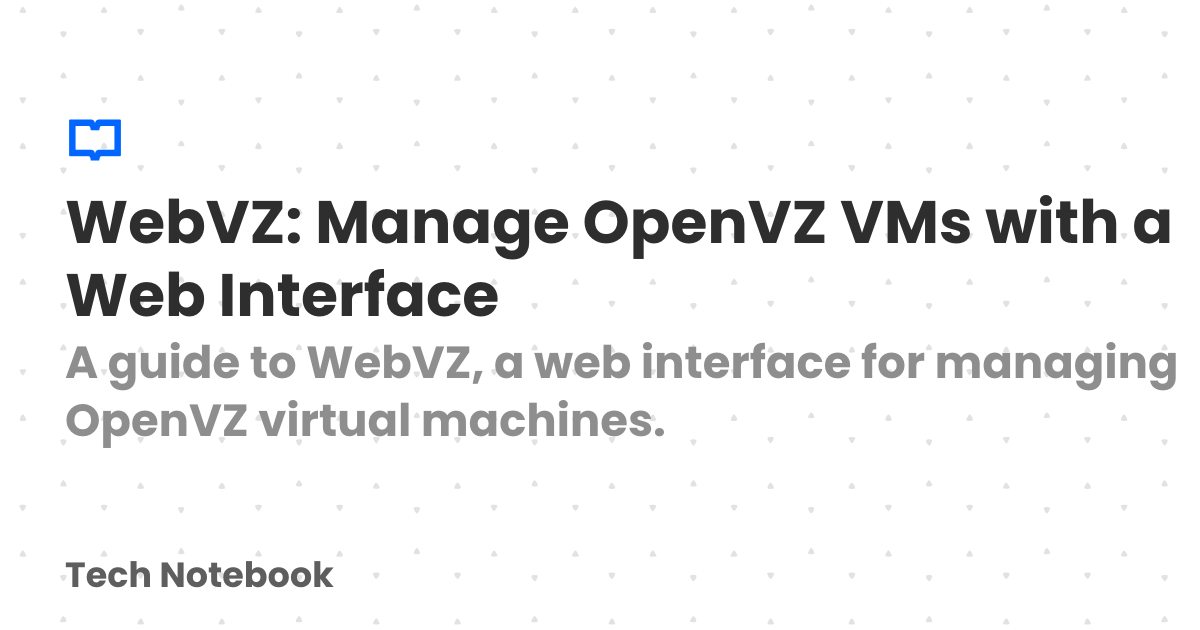 WebVZ: Manage OpenVZ VMs with a
Web Interface
A guide to WebVZ, a web interface for managing
OpenVZ virtual machines.
Tech Notebook